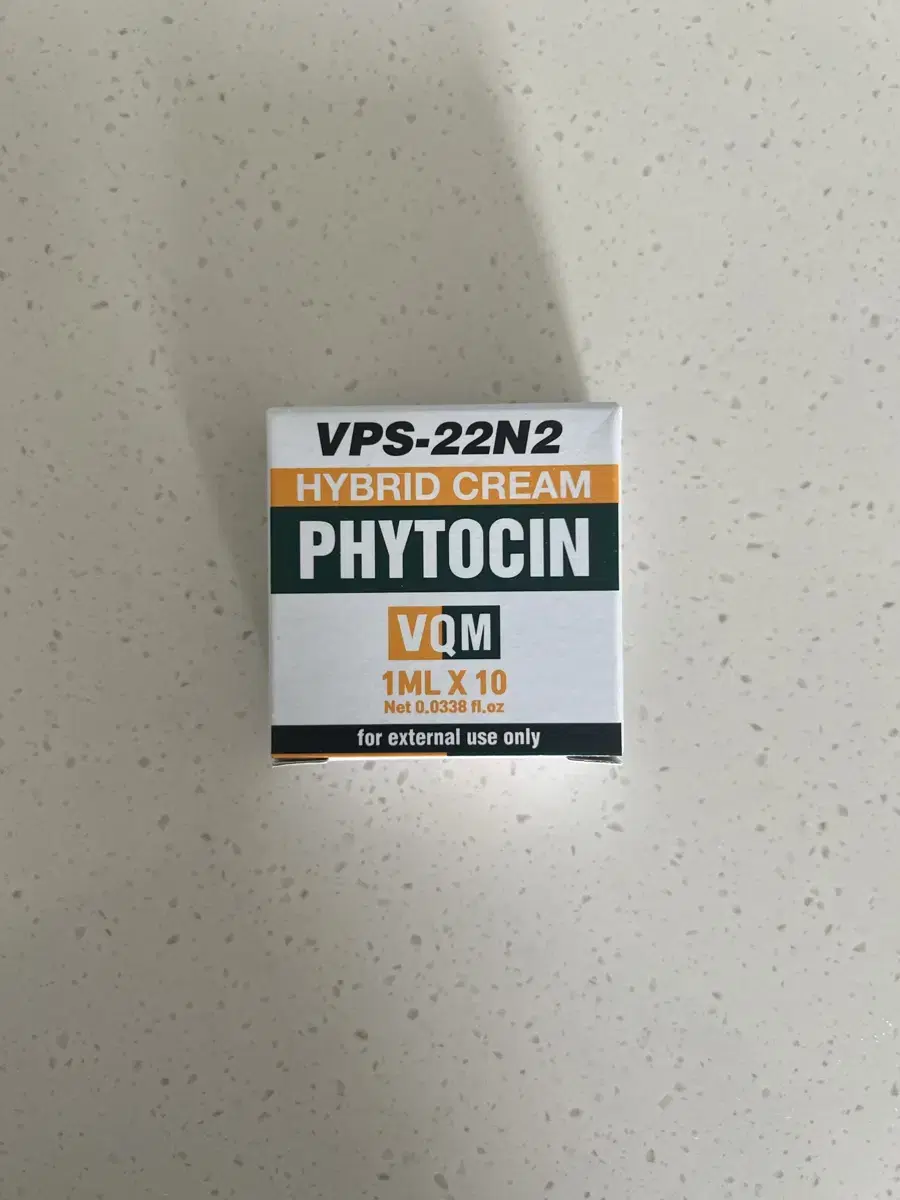 VPS-22N2
HYBRID CREAM
PHYTOCIN
VQM
1ML X 10
Net 0.0338 fl.oz
for external use only